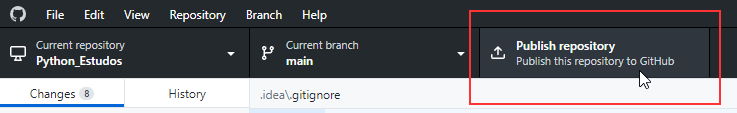 File Edit View Repository Branch Help
Current repository
Python_Estudos
Current branch
main
Publish repository
Publish this repository to GitHub
Changes 8
History
.idea\.gitignore